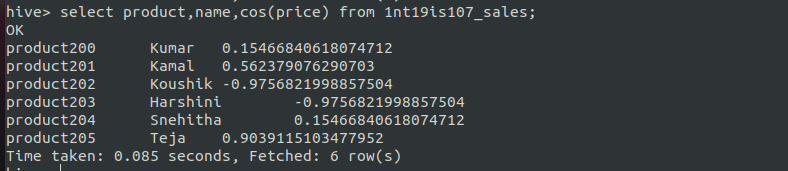 hive> select product,name,cos(price) from 1nt19is107_sales;
OK
product200	Kumar	0.15466840618074712
product201	Kamal	0.562379076290703
product202	Koushik	-0.9756821998857504
product203	Harshini	-0.9756821998857504
product204	Snehitha	0.15466840618074712
product205	Teja	0.9039115103477952
Time taken: 0.085 seconds, Fetched: 6 row(s)